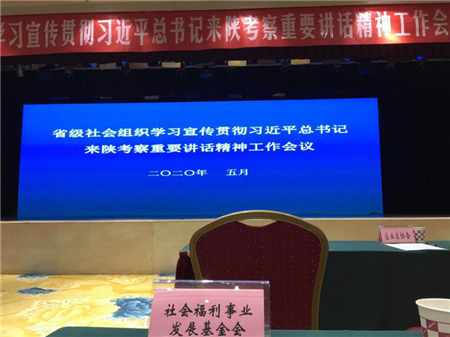 学习宣传贯彻习近平总书记来陕考察重要讲话精神工作会
省级社会组织学习宣传贯彻习近平总书记
来陕考察重要讲话精神工作会议
二〇二〇年 五月
社会福利事业
发展基金会